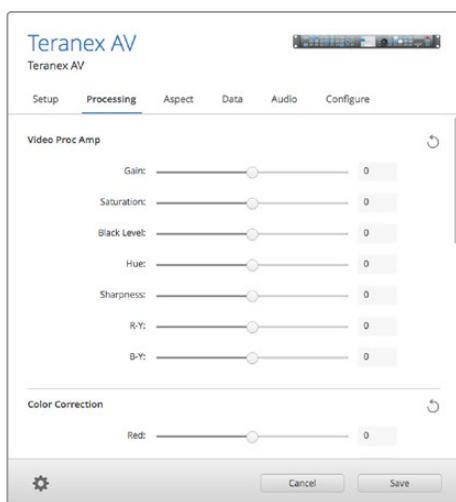 Teranex AV
Teranex AV
Setup Processing Aspect Data Audio Configure
Video Proc Amp
Gain: 0
Saturation: 0
Black Level: 0
Hue: 0
Sharpness: 0
R-Y: 0
B-Y: 0
Color Correction
Red: 0
Cancel Save